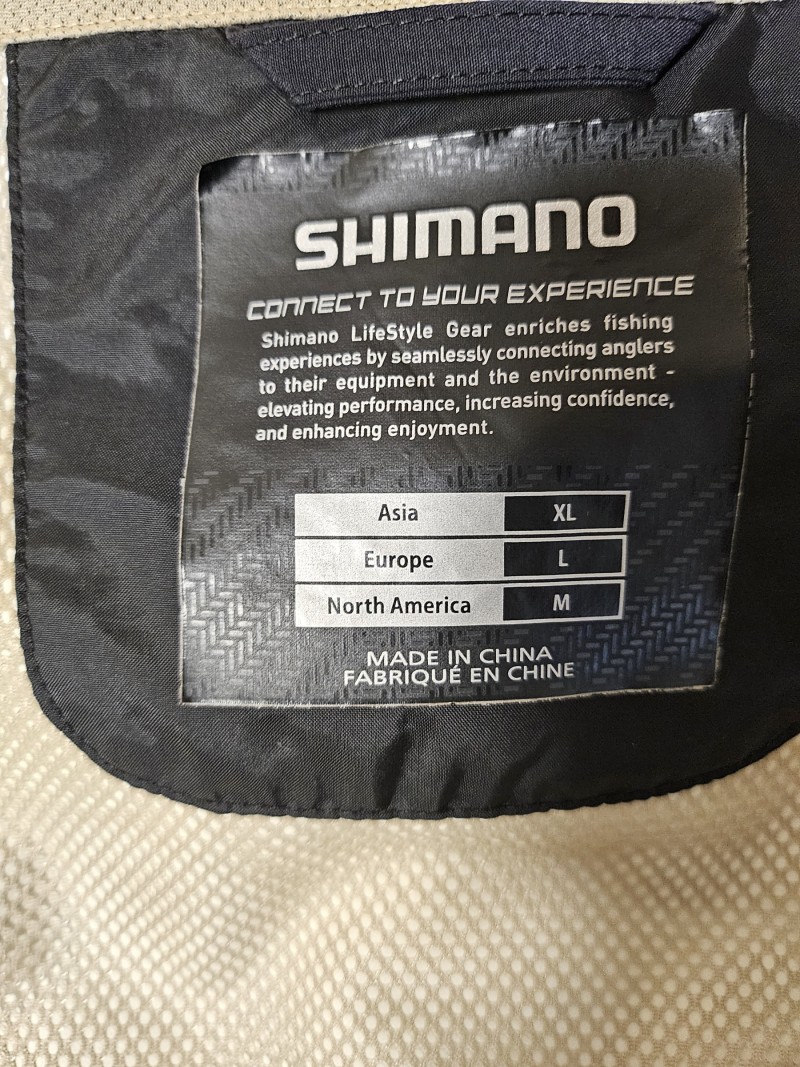 SHIMANO
CONNECT TO YOUR EXPERIENCE
Shimano LifeStyle Gear enriches fishing
experiences by seamlessly connecting anglers
to their equipment and the environment -
elevating performance, increasing confidence,
and enhancing enjoyment.
Asia XL
Europe L
North America M
MADE IN CHINA
FABRIQUÉ EN CHINE